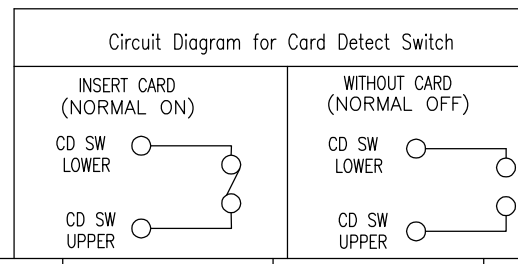 Circuit Diagram for Card Detect Switch
INSERT CARD
(NORMAL ON)
CD SW
LOWER
CD SW
UPPER
WITHOUT CARD
(NORMAL OFF)
CD SW
LOWER
CD SW
UPPER